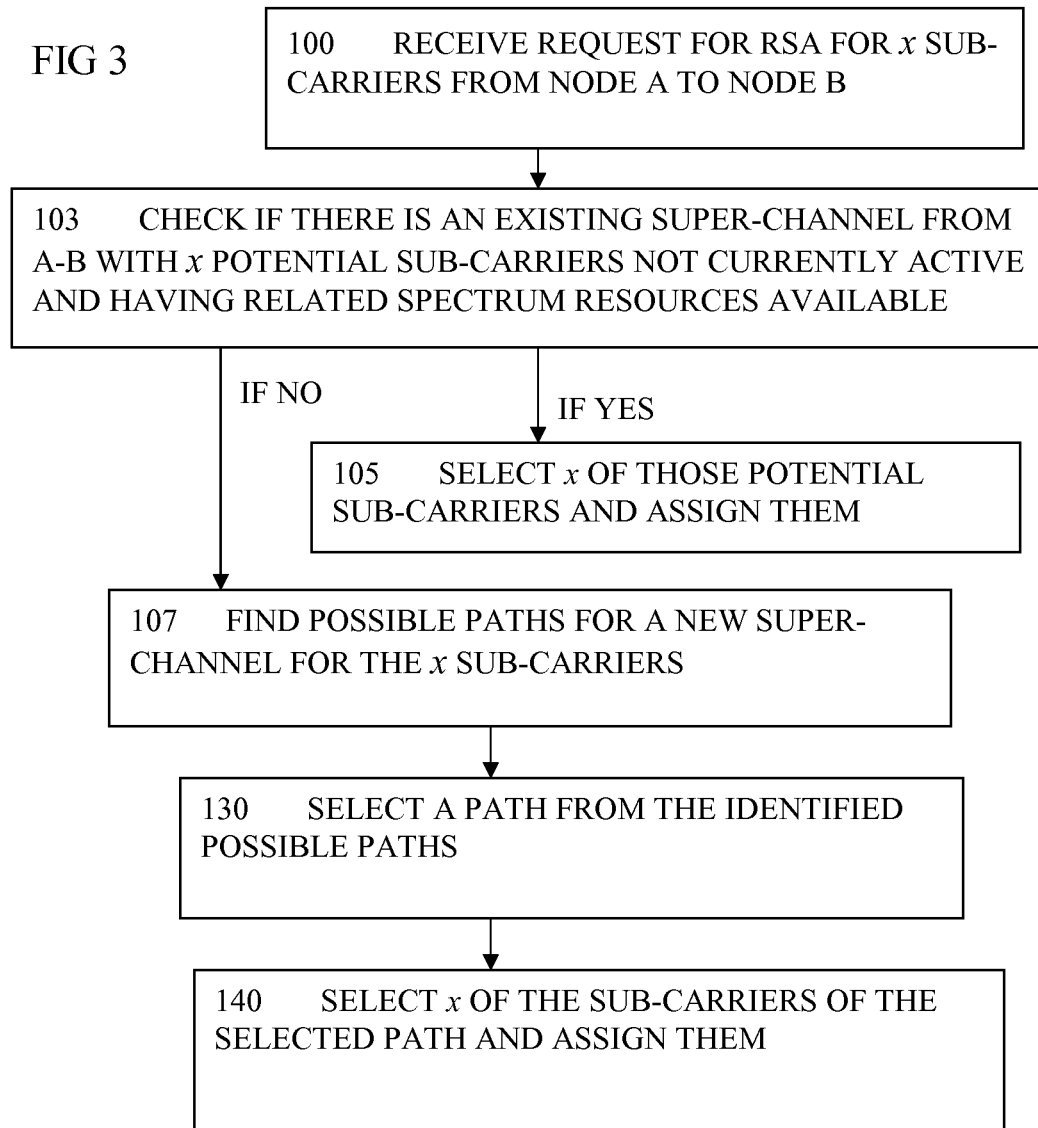 FIG 3
100 RECEIVE REQUEST FOR RSA FOR x SUB-
CARRIERS FROM NODE A TO NODE B
103 CHECK IF THERE IS AN EXISTING SUPER-CHANNEL FROM
A-B WITH x POTENTIAL SUB-CARRIERS NOT CURRENTLY ACTIVE
AND HAVING RELATED SPECTRUM RESOURCES AVAILABLE
IF NO
IF YES
105 SELECT x OF THOSE POTENTIAL
SUB-CARRIERS AND ASSIGN THEM
107 FIND POSSIBLE PATHS FOR A NEW SUPER-
CHANNEL FOR THE x SUB-CARRIERS
130 SELECT A PATH FROM THE IDENTIFIED
POSSIBLE PATHS
140 SELECT x OF THE SUB-CARRIERS OF THE
SELECTED PATH AND ASSIGN THEM